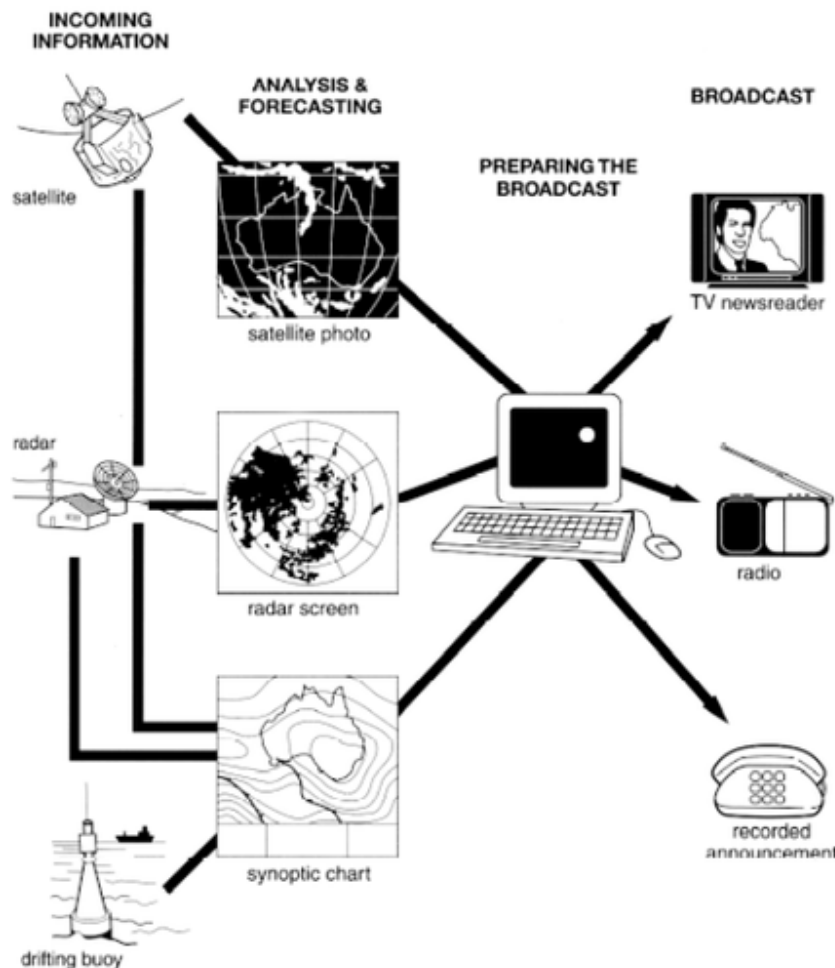 INCOMING
INFORMATION
satellite
radar
drifting buoy
ANALYSIS &
FORECASTING
satellite photo
radar screen
synoptic chart
PREPARING THE
BROADCAST
BROADCAST
TV newsreader
radio
recorded
announcement